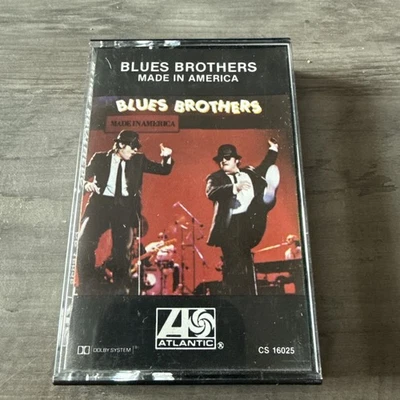 BLUES BROTHERS
MADE IN AMERICA
BLUES BROTHERS
MADE IN AMERICA
ATLANTIC®
DOLBY SYSTEM
CS 16025